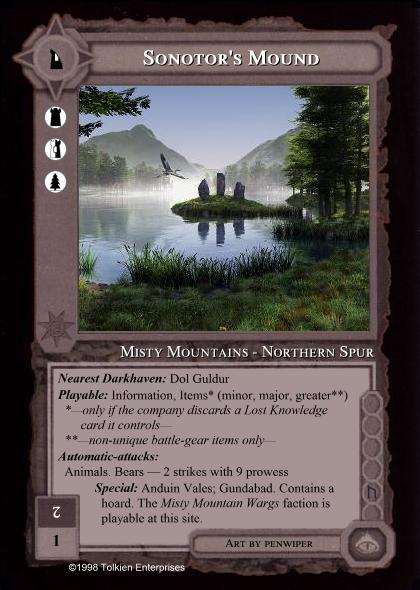 SONOTOR'S MOUND
MISTY MOUNTAINS - NORTHERN SPUR
Nearest Darkhaven: Dol Guldur
Playable: Information, Items* (minor, major, greater**)
*—only if the company discards a Lost Knowledge
card it controls—
**—non-unique battle-gear items only—
Automatic-attacks:
Animals. Bears — 2 strikes with 9 prowess
Special: Anduin Vales; Gundabad. Contains a
hoard. The Misty Mountain Wargs faction is
playable at this site.
2
1
ART BY PENWIPER
©1998 Tolkien Enterprises